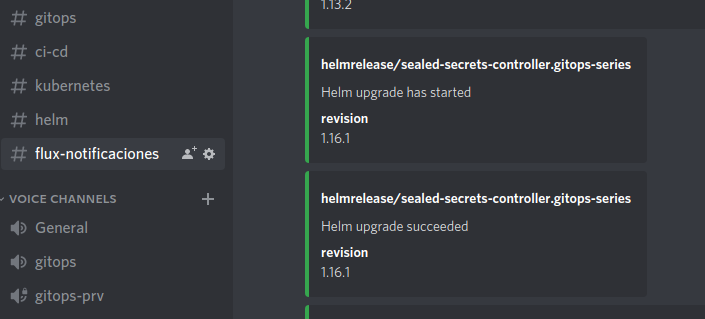 gitops
ci-cd
kubernetes
helm
flux-notificaciones
VOICE CHANNELS
General
gitops
gitops-prv
1.13.2
helmrelease/sealed-secrets-controller.gitops-series
Helm upgrade has started
revision
1.16.1
helmrelease/sealed-secrets-controller.gitops-series
Helm upgrade succeeded
revision
1.16.1